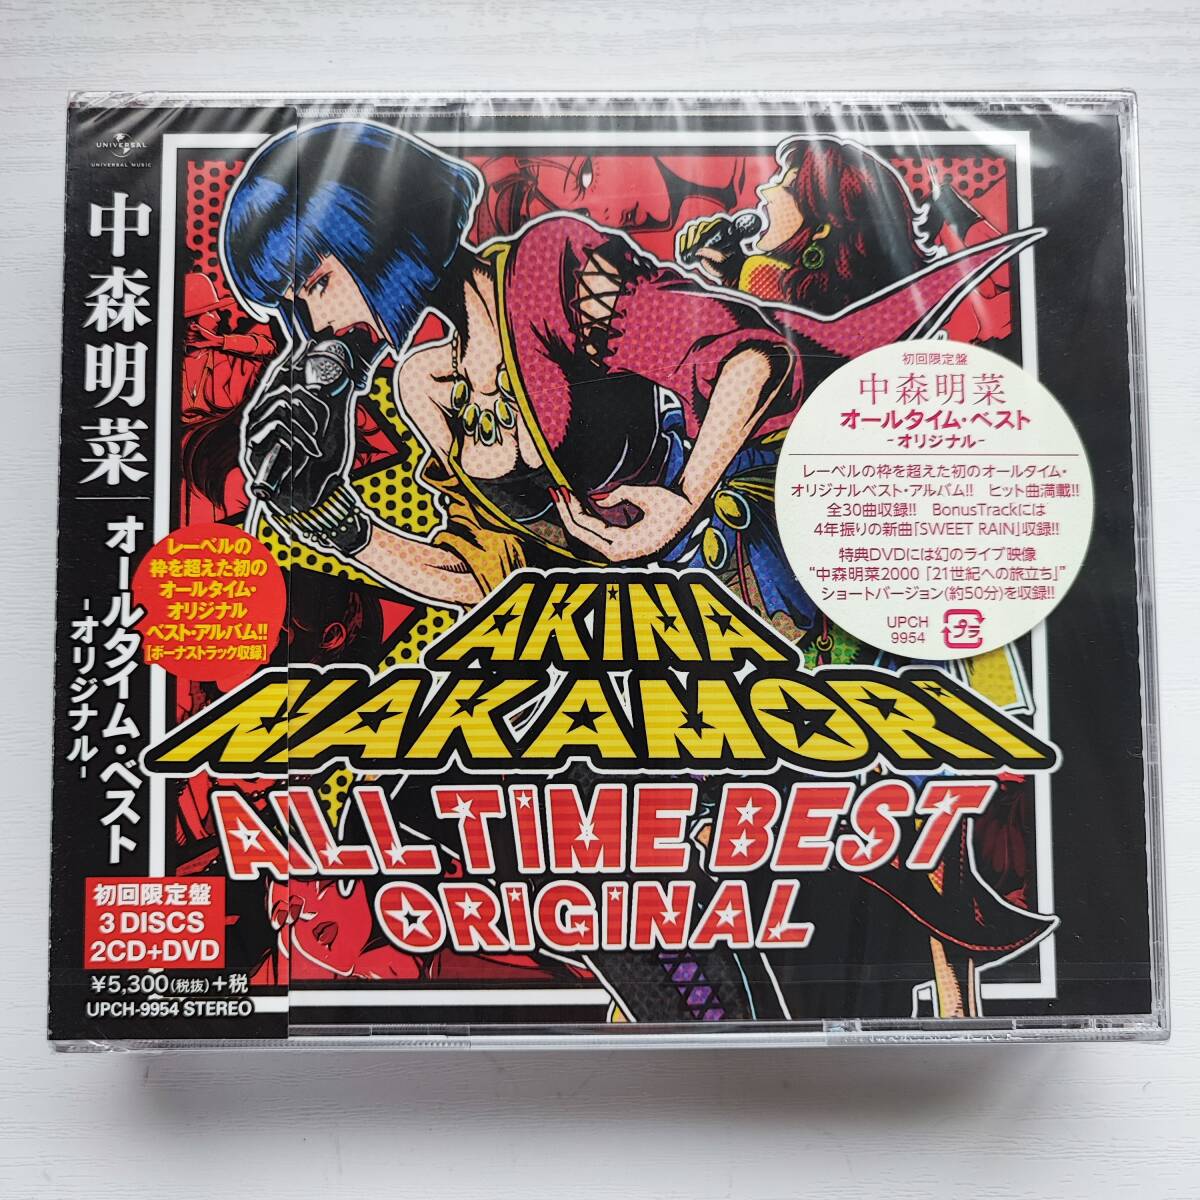 UNIVERSAL
UNIVERSAL MUSIC
中森明菜
オールタイム・ベスト
-オリジナル-
レーベルの
枠を超えた初の
オールタイム・
オリジナル
ベスト・アルバム!!
【ボーナストラック収録】
初回限定盤
3 DISCS
2CD+DVD
¥5,300(税抜)+税
UPCH-9954 STEREO
初回限定盤
中森明菜
オールタイム・ベスト
-オリジナル-
レーベルの枠を超えた初のオールタイム・
オリジナルベスト・アルバム!! ヒット曲満載!!
全30曲収録!! BonusTrackには
4年振りの新曲「SWEET RAIN」収録!!
特典DVDには幻のライブ映像
“中森明菜2000「21世紀への旅立ち」”
ショートバージョン(約50分)を収録!!
UPCH
9954
プラ
AKINA
NAKAMORI
ALL TIME BEST
ORIGINAL